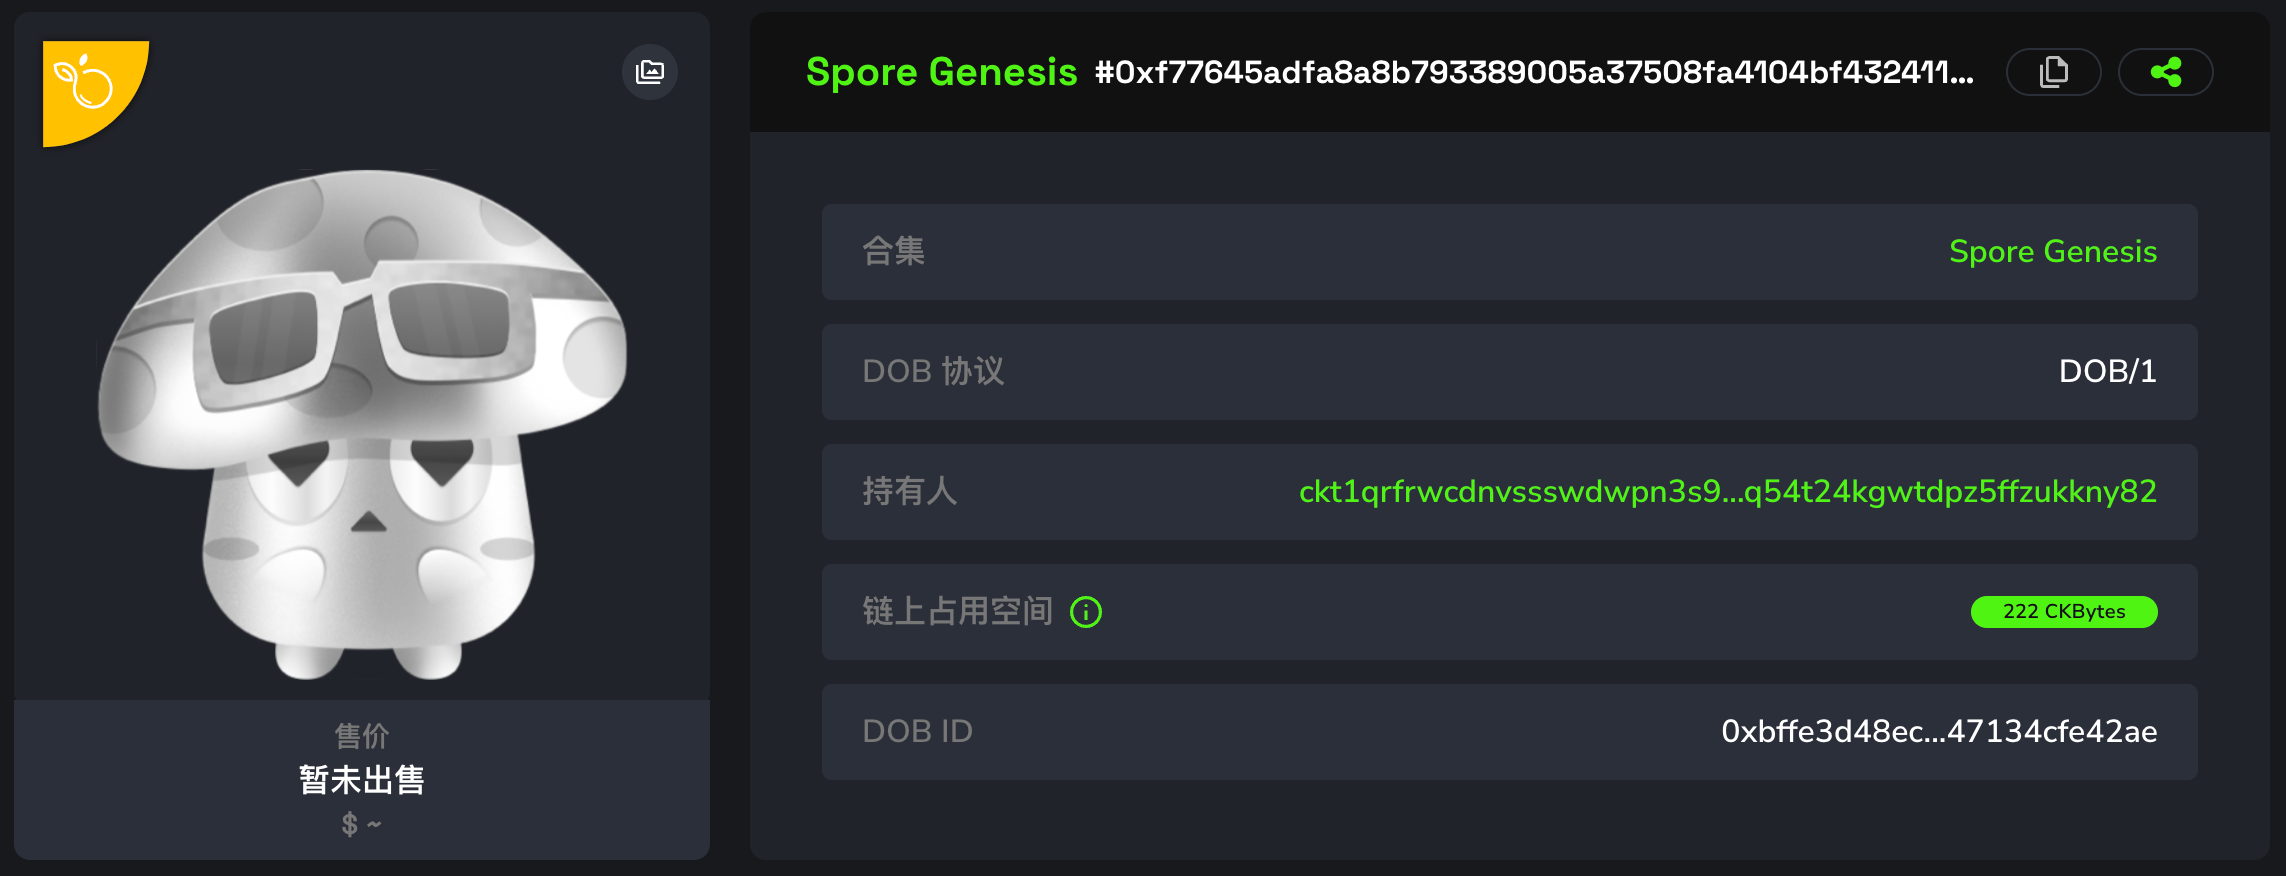 售价
暂未出售
$ ~
Spore Genesis #0xf77645adfa8a8b793389005a37508fa4104bf432411...
合集 Spore Genesis
DOB 协议 DOB/1
持有人 ckt1qrfrwcdnvssswdwpn3s9...q54t24kgwtdpz5ffzukkny82
链上占用空间 222 CKBytes
DOB ID 0xbffe3d48ec...47134cfe42ae